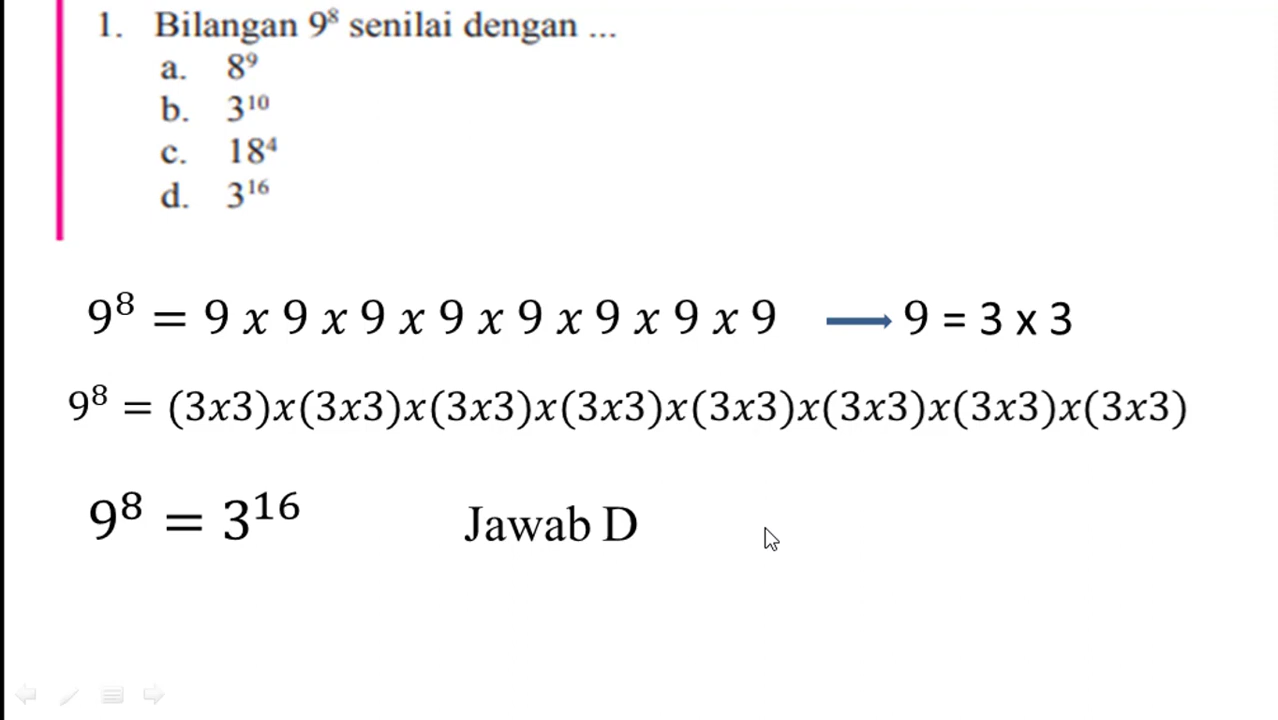 1. Bilangan 9⁸ senilai dengan ...
a. 8⁹
b. 3¹⁰
c. 18⁴
d. 3¹⁶
9⁸ = 9 x 9 x 9 x 9 x 9 x 9 x 9 x 9 → 9 = 3 x 3
9⁸ = (3x3)x(3x3)x(3x3)x(3x3)x(3x3)x(3x3)x(3x3)x(3x3)
9⁸ = 3¹⁶ Jawab D